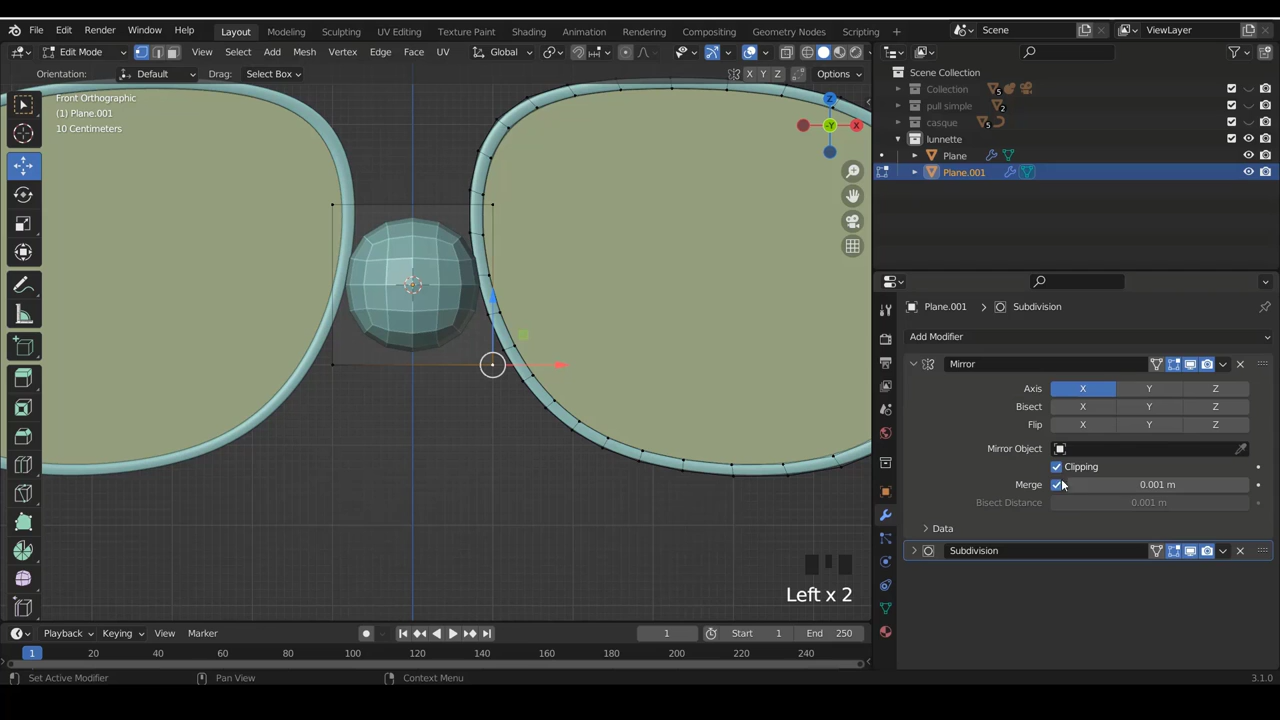 File Edit Render Window Help Layout Modeling Sculpting UV Editing Texture Paint Shading Animation Rendering Compositing Geometry Nodes Scripting Scene ViewLayer
Edit Mode View Select Add Mesh Vertex Edge Face UV Global
Orientation: Default Drag: Select Box X Y Z Options
Front Orthographic
(1) Plane.001
10 Centimeters
Z
X
-Y
Scene Collection
Collection 5
pull simple 2
casque 5
lunnette
Plane
Plane.001
Plane.001 Subdivision
Add Modifier
Mirror
Axis X Y Z
Bisect X Y Z
Flip X Y Z
Mirror Object
Clipping
Merge 0.001 m
Bisect Distance 0.001 m
Data
Subdivision
Left x 2
Playback Keying View Marker 1 Start 1 End 250
1 20 40 60 80 100 120 140 160 180 200 220 240
Set Active Modifier Pan View Context Menu 3.1.0